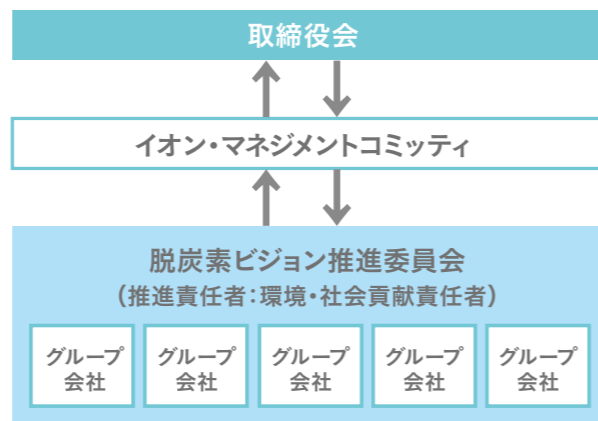 取締役会
イオン・マネジメントコミッティ
脱炭素ビジョン推進委員会
（推進責任者：環境・社会貢献責任者）
グループ
会社
グループ
会社
グループ
会社
グループ
会社
グループ
会社